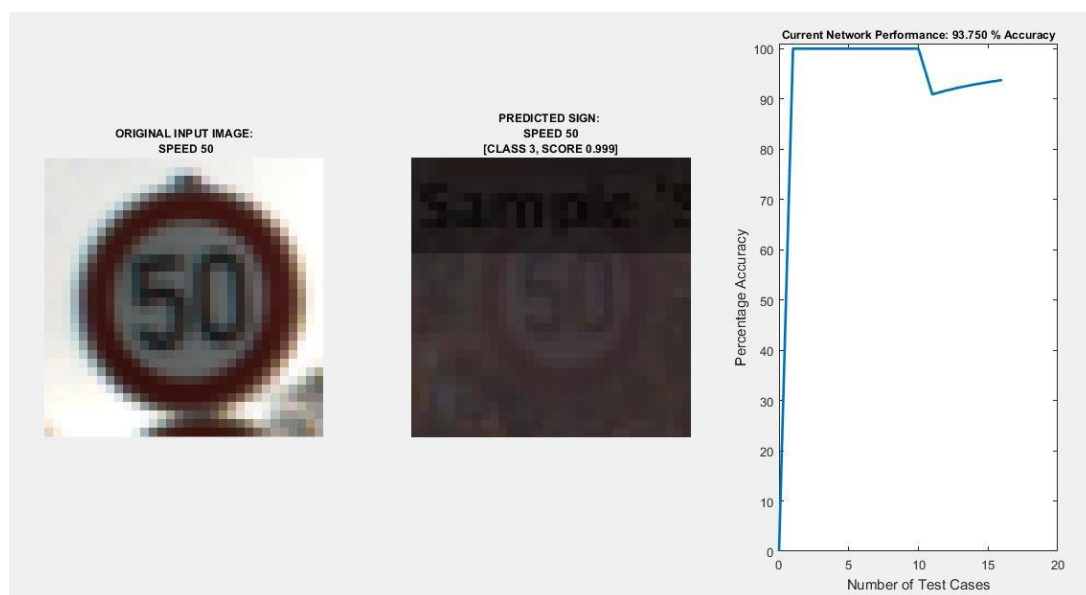 ORIGINAL INPUT IMAGE:
SPEED 50
50
PREDICTED SIGN:
SPEED 50
[CLASS 3, SCORE 0.999]
Sample 'S
50
Current Network Performance: 93.750 % Accuracy
Percentage Accuracy
100
90
80
70
60
50
40
30
20
10
0
0 5 10 15 20
Number of Test Cases